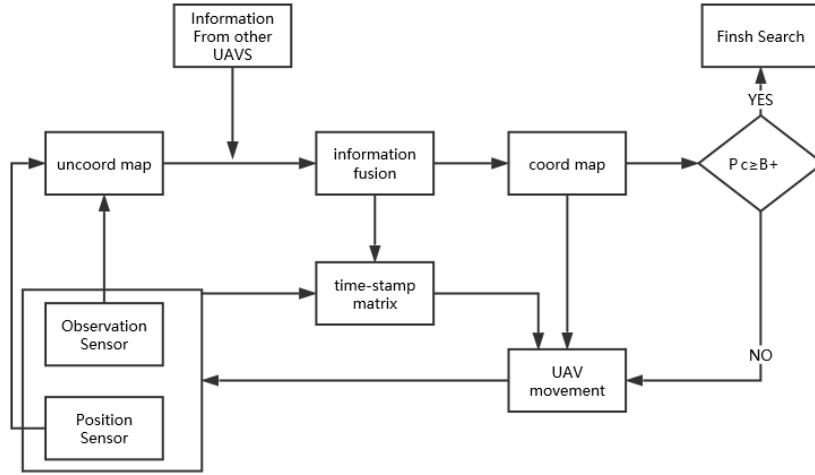 Information
From other
UAVS
Finsh Search
YES
uncoord map
information
fusion
coord map
Pc≥B+
time-stamp
matrix
Observation
Sensor
NO
UAV
movement
Position
Sensor